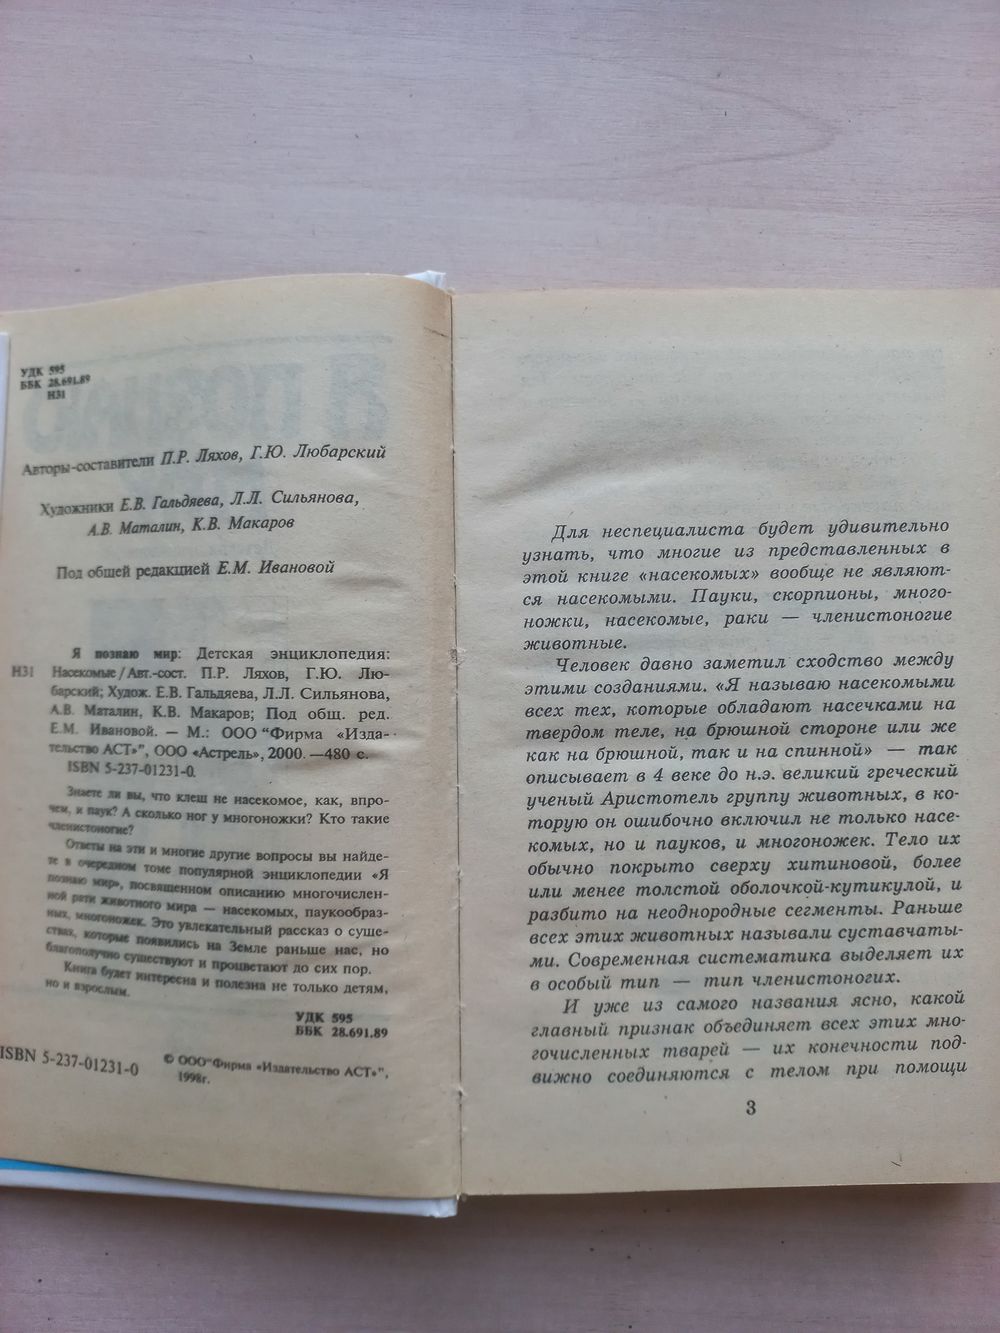 УДК 595
ББК 28.691.89
Н31
Авторы-составители П.Р. Ляхов, Г.Ю. Любарский
Художники Е.В. Гальдяева, Л.Л. Сильянова,
А.В. Маталин, К.В. Макаров
Под общей редакцией Е.М. Ивановой
Я познаю мир: Детская энциклопедия:
Н31 Насекомые/Авт.-сост. П.Р. Ляхов, Г.Ю. Лю-
барский; Худож. Е.В. Гальдяева, Л.Л. Сильянова,
А.В. Маталин, К.В. Макаров; Под общ. ред.
Е.М. Ивановой. — М.: ООО "Фирма «Изда-
тельство АСТ»", ООО «Астрель», 2000. —480 с.
ISBN 5-237-01231-0.
Знаете ли вы, что клещ не насекомое, как, впро-
чем, и паук? А сколько ног у многоножки? Кто такие
членистоногие?
Ответы на эти и многие другие вопросы вы найде-
те в очередном томе популярной энциклопедии «Я
познаю мир», посвященном описанию многочислен-
ной рати животного мира — насекомых, паукообраз-
ных, многоножек. Это увлекательный рассказ о суще-
ствах, которые появились на Земле раньше нас, но
благополучно существуют и процветают до сих пор.
Книга будет интересна и полезна не только детям,
но и взрослым.
УДК 595
ББК 28.691.89
ISBN 5-237-01231-0
© ООО"Фирма «Издательство АСТ»",
1998г.
Для неспециалиста будет удивительно
узнать, что многие из представленных в
этой книге «насекомых» вообще не являют-
ся насекомыми. Пауки, скорпионы, много-
ножки, насекомые, раки — членистоногие
животные.
Человек давно заметил сходство между
этими созданиями. «Я называю насекомыми
всех тех, которые обладают насечками на
твердом теле, на брюшной стороне или же
как на брюшной, так и на спинной» — так
описывает в 4 веке до н.э. великий греческий
ученый Аристотель группу животных, в ко-
торую он ошибочно включил не только насе-
комых, но и пауков, и многоножек. Тело их
обычно покрыто сверху хитиновой, более
или менее толстой оболочкой-кутикулой, и
разбито на неоднородные сегменты. Раньше
всех этих животных называли суставчаты-
ми. Современная систематика выделяет их
в особый тип — тип членистоногих.
И уже из самого названия ясно, какой
главный признак объединяет всех этих мно-
гочисленных тварей — их конечности под-
вижно соединяются с телом при помощи
3